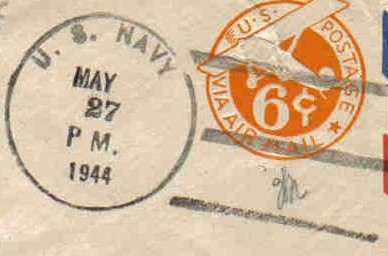 U. S. NAVY
MAY
27
P M.
1944
U.S. POSTAGE
6¢
VIA AIR MAIL